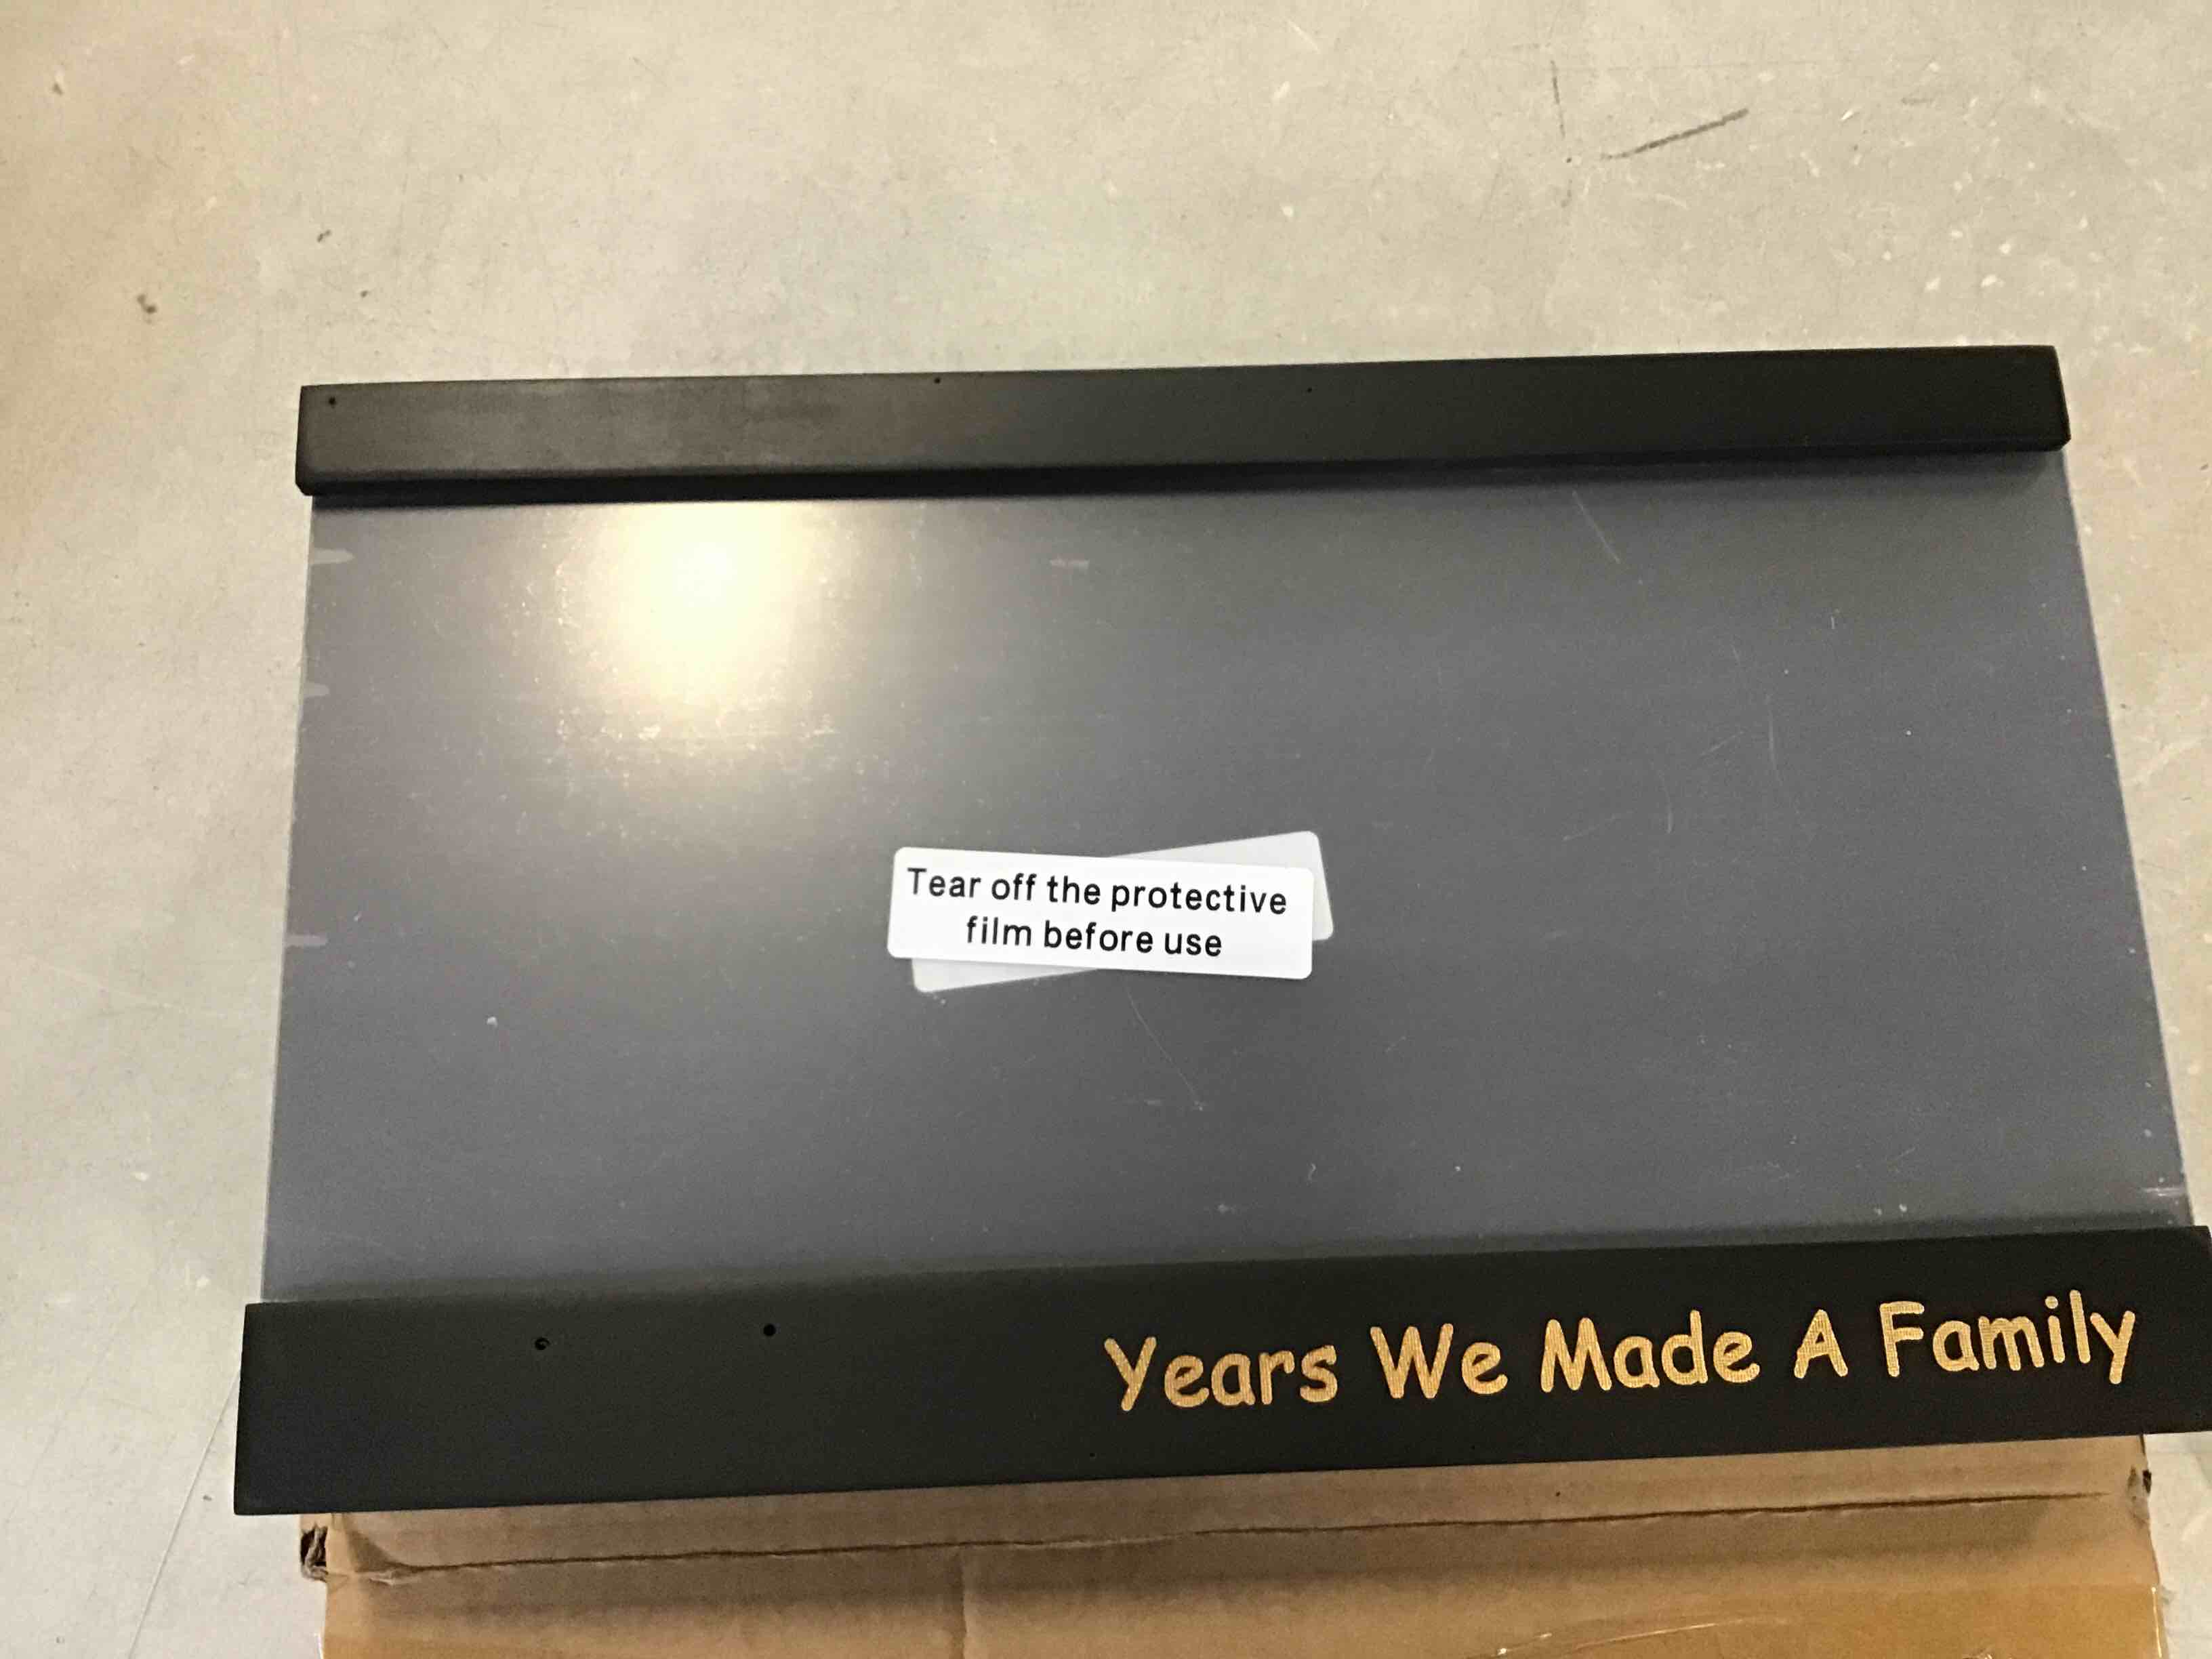 Tear off the protective
film before use
Years We Made A Family